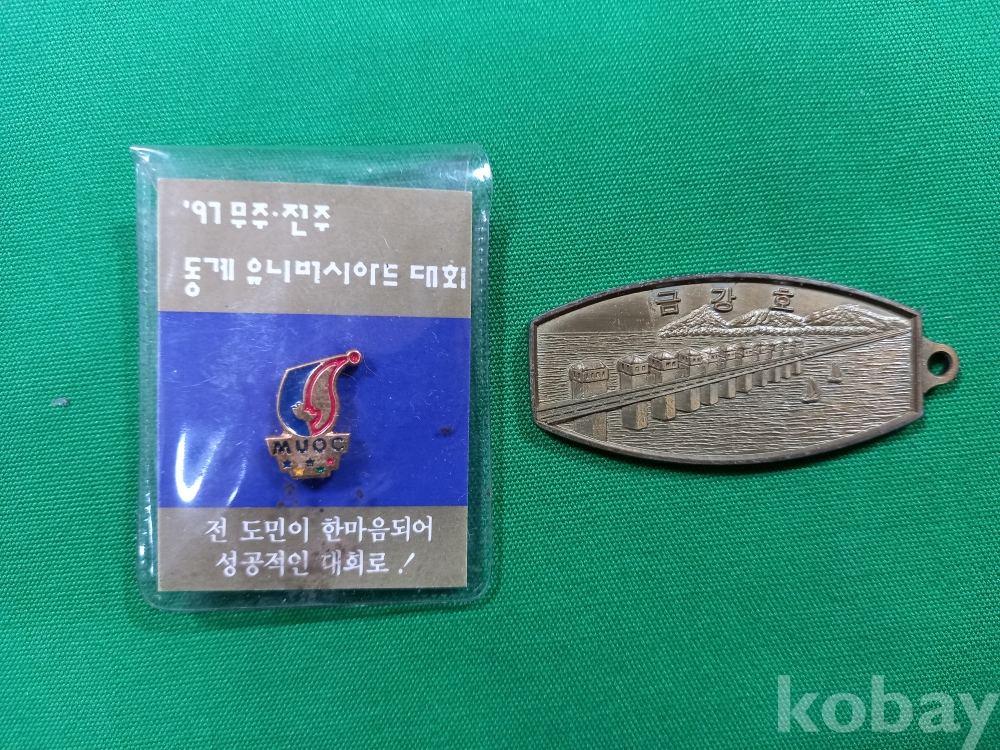 '97 무주·전주
동계 유니버시아드 대회
MUOC
전 도민이 한마음되어
성공적인 대회로!
금강호
kobay